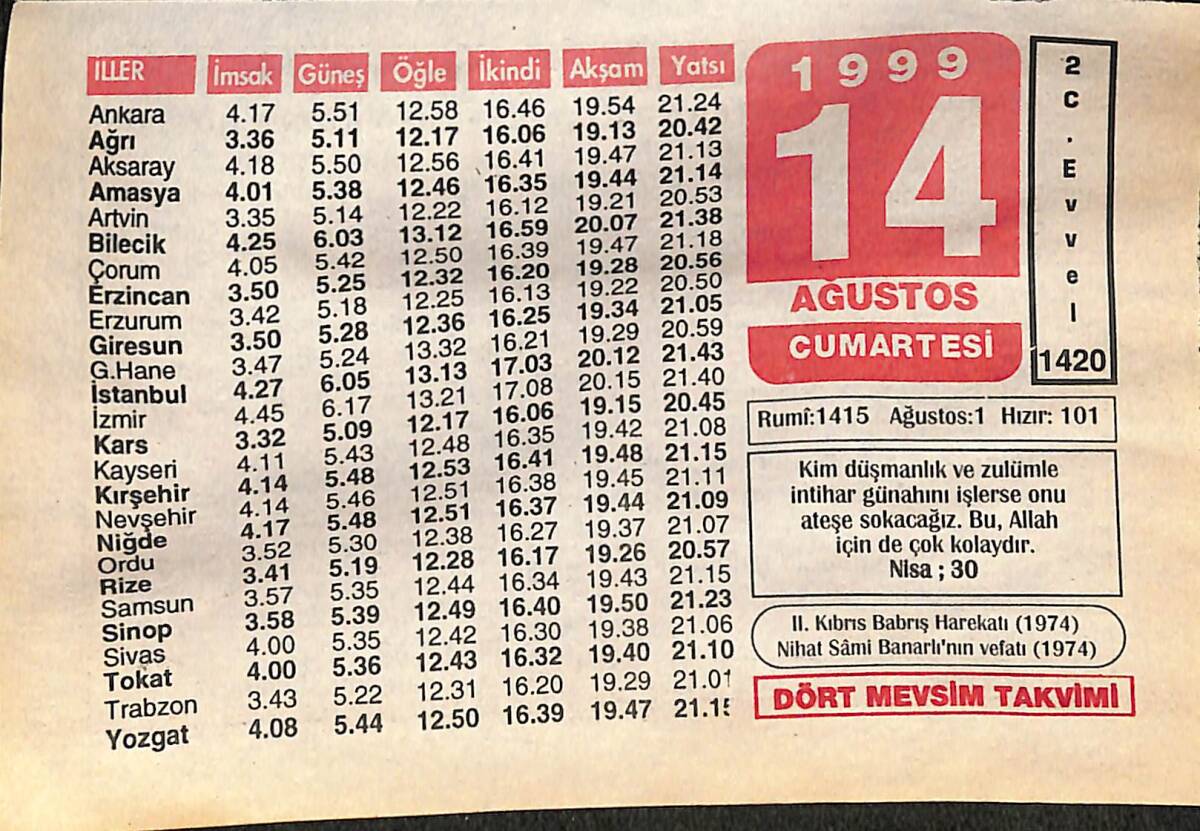 İLLER İmsak Güneş Öğle İkindi Akşam Yatsı
Ankara 4.17 5.51 12.58 16.46 19.54 21.24
Ağrı 3.36 5.11 12.17 16.06 19.13 20.42
Aksaray 4.18 5.50 12.56 16.41 19.47 21.13
Amasya 4.01 5.38 12.46 16.35 19.44 21.14
Artvin 3.35 5.14 12.22 16.12 19.21 20.53
Bilecik 4.25 6.03 13.12 16.59 20.07 21.38
Çorum 4.05 5.42 12.50 16.39 19.47 21.18
Erzincan 3.50 5.25 12.32 16.20 19.28 20.56
Erzurum 3.42 5.18 12.25 16.13 19.22 20.50
Giresun 3.50 5.28 12.36 16.25 19.34 21.05
G.Hane 3.47 5.24 13.32 16.21 19.29 20.59
İstanbul 4.27 6.05 13.13 17.03 20.12 21.43
İzmir 4.45 6.17 13.21 17.08 20.15 21.40
Kars 3.32 5.09 12.17 16.06 19.15 20.45
Kayseri 4.11 5.43 12.48 16.35 19.42 21.08
Kırşehir 4.14 5.48 12.53 16.41 19.48 21.15
Nevşehir 4.14 5.46 12.51 16.38 19.45 21.11
Niğde 4.17 5.48 12.51 16.37 19.44 21.09
Ordu 3.52 5.30 12.38 16.27 19.37 21.07
Rize 3.41 5.19 12.28 16.17 19.26 20.57
Samsun 3.57 5.35 12.44 16.34 19.43 21.15
Sinop 3.58 5.39 12.49 16.40 19.50 21.23
Sivas 4.00 5.35 12.42 16.30 19.38 21.06
Tokat 4.00 5.36 12.43 16.32 19.40 21.10
Trabzon 3.43 5.22 12.31 16.20 19.29 21.01
Yozgat 4.08 5.44 12.50 16.39 19.47 21.15
1999
14
AĞUSTOS
CUMARTESİ
2 C. Evvel
1420
Rumî:1415 Ağustos:1 Hızır: 101
Kim düşmanlık ve zulümle
intihar günahını işlerse onu
ateşe sokacağız. Bu, Allah
için de çok kolaydır.
Nisa ; 30
II. Kıbrıs Babrış Harekatı (1974)
Nihat Sâmi Banarlı'nın vefatı (1974)
DÖRT MEVSİM TAKVİMİ